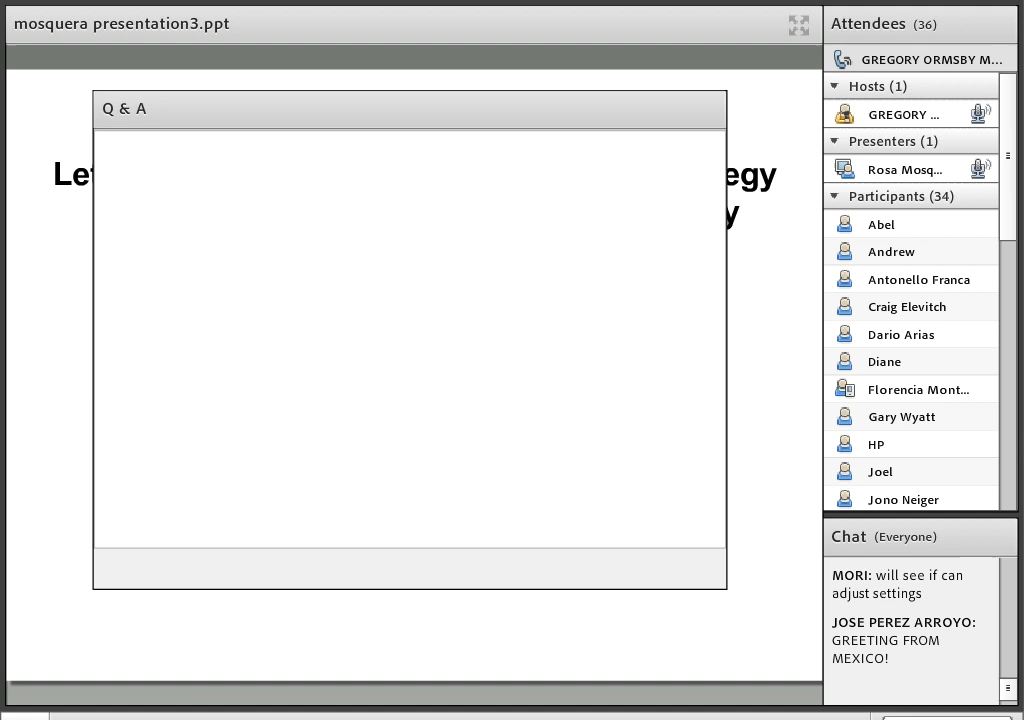 mosquera presentation3.ppt
Q & A
egy
y
Attendees (36)
GREGORY ORMSBY M...
Hosts (1)
GREGORY ...
Presenters (1)
Rosa Mosq...
Participants (34)
Abel
Andrew
Antonello Franca
Craig Elevitch
Dario Arias
Diane
Florencia Mont...
Gary Wyatt
HP
Joel
Jono Neiger
Chat (Everyone)
MORI: will see if can
adjust settings
JOSE PEREZ ARROYO:
GREETING FROM
MEXICO!